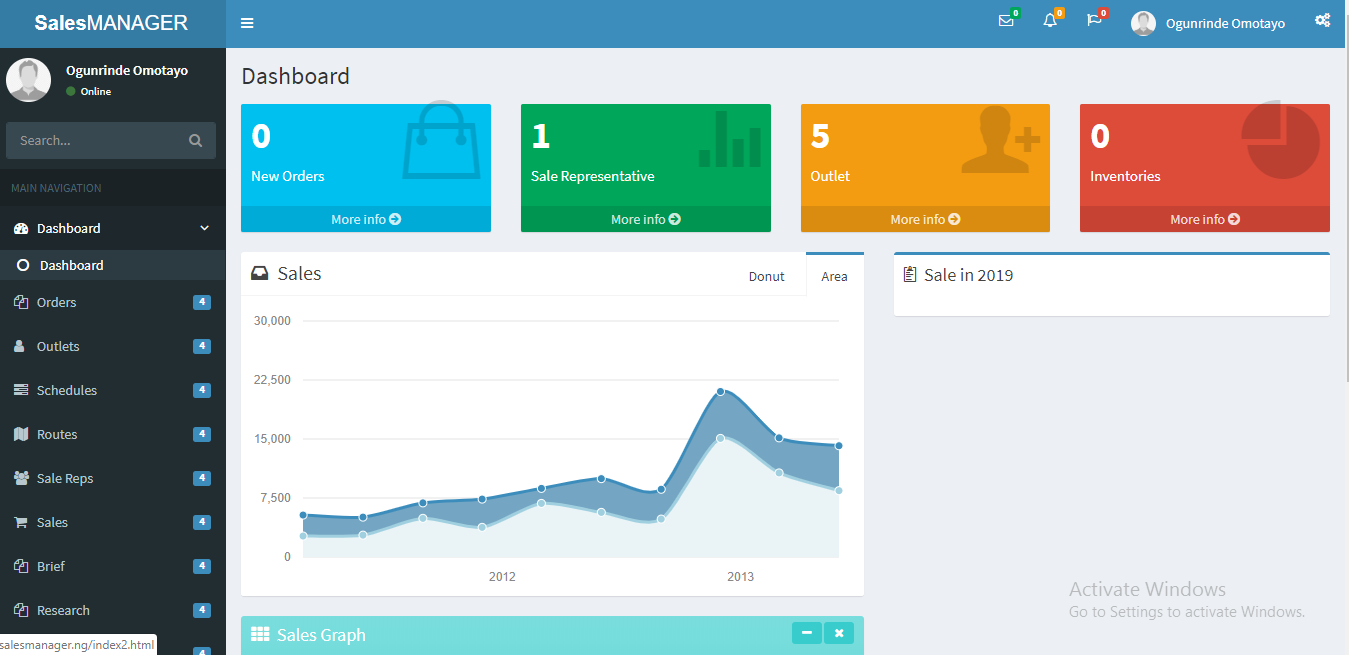 SalesMANAGER
0
0
0
Ogunrinde Omotayo
Ogunrinde Omotayo
Online
Search...
MAIN NAVIGATION
Dashboard
Dashboard
Orders 4
Outlets 4
Schedules 4
Routes 4
Sale Reps 4
Sales 4
Brief 4
Research 4
4
salesmanager.ng/index2.html
Dashboard
0
New Orders
More info
1
Sale Representative
More info
5
Outlet
More info
0
Inventories
More info
Sales
Donut
Area
30,000
22,500
15,000
7,500
0
2012
2013
Sale in 2019
Sales Graph
Activate Windows
Go to Settings to activate Windows.